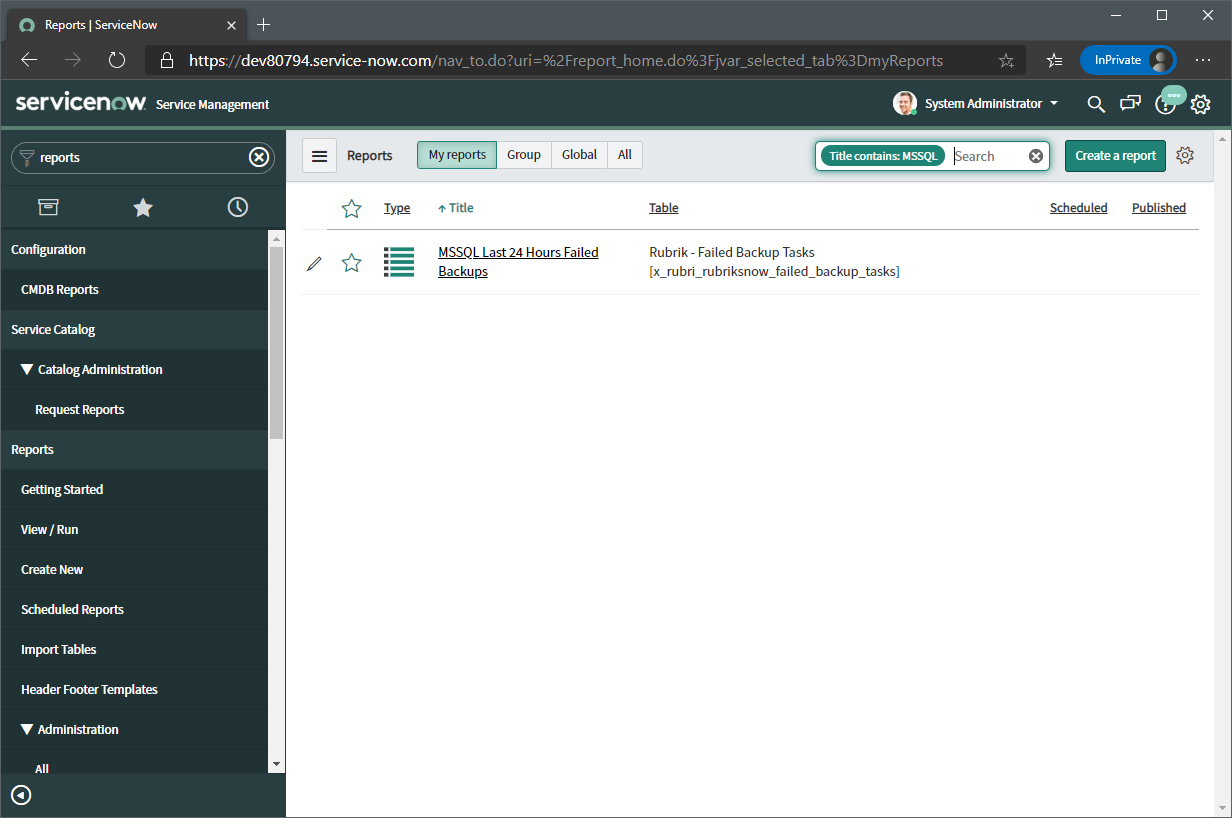 Reports | ServiceNow
https://dev80794.service-now.com/nav_to.do?uri=%2Freport_home.do%3Fjvar_selected_tab%3DmyReports
InPrivate
servicenow Service Management
System Administrator
reports
Reports
My reports Group Global All
Title contains: MSSQL Search
Create a report
Type Title Table Scheduled Published
MSSQL Last 24 Hours Failed
Backups
Rubrik - Failed Backup Tasks
[x_rubri_rubriksnow_failed_backup_tasks]
Configuration
CMDB Reports
Service Catalog
Catalog Administration
Request Reports
Reports
Getting Started
View / Run
Create New
Scheduled Reports
Import Tables
Header Footer Templates
Administration
All